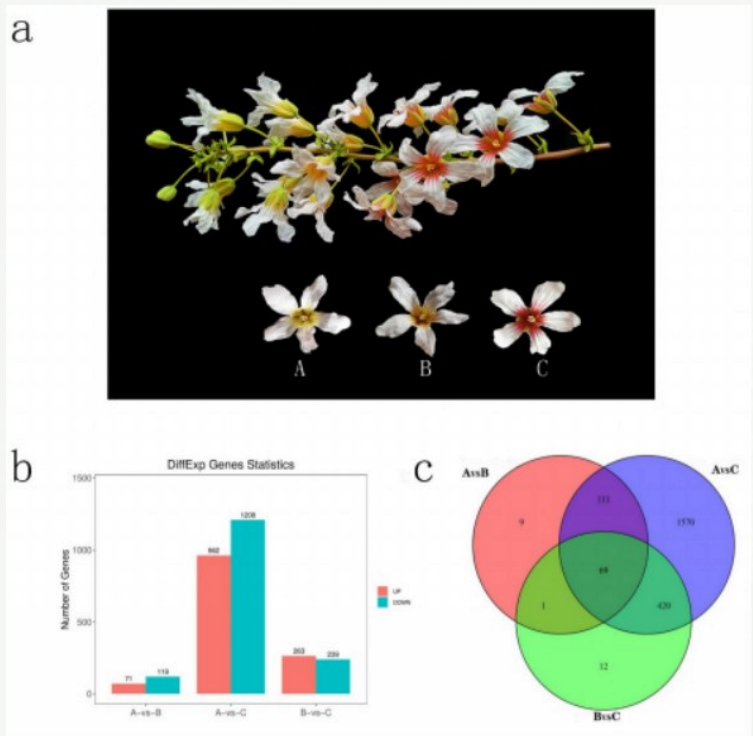 a
A B C
b
DiffExp Genes Statistics
Number of Genes
1500
1000
500
0
71
119
962
1208
263
239
A-vs-B A-vs-C B-vs-C
UP
DOWN
c
AvsB AvsC
111
9 1570
69
1 420
12
BvsC